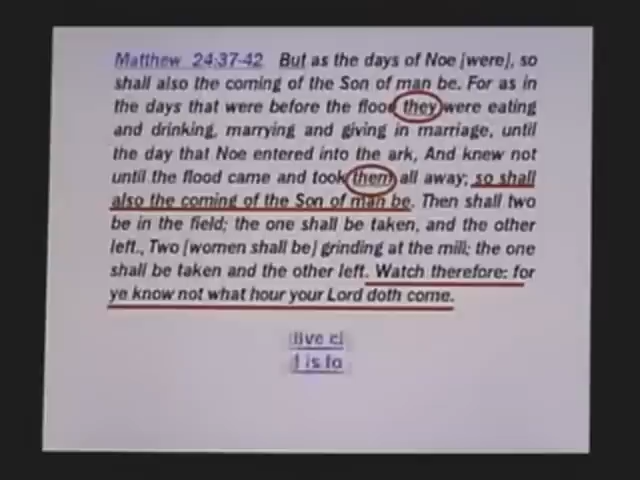 Matthew 24:37-42 But as the days of Noe [were], so
shall also the coming of the Son of man be. For as in
the days that were before the flood they were eating
and drinking, marrying and giving in marriage, until
the day that Noe entered into the ark, And knew not
until the flood came and took them all away; so shall
also the coming of the Son of man be. Then shall two
be in the field; the one shall be taken, and the other
left., Two [women shall be] grinding at the mill; the one
shall be taken and the other left. Watch therefore: for
ye know not what hour your Lord doth come.
live cl
f is fo